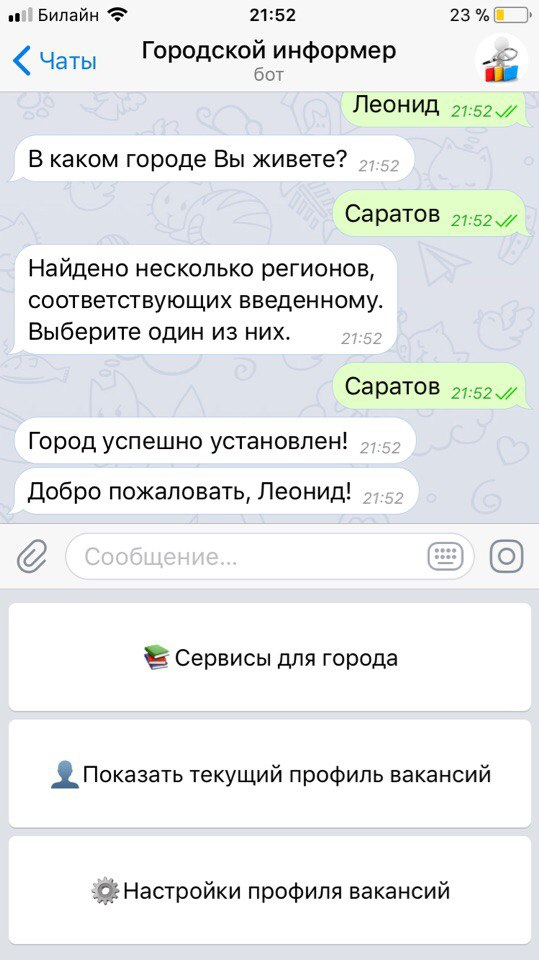 Билайн 21:52 23 %
Чаты Городской информер
бот
Леонид 21:52
В каком городе Вы живете? 21:52
Саратов 21:52
Найдено несколько регионов,
соответствующих введенному.
Выберите один из них. 21:52
Саратов 21:52
Город успешно установлен! 21:52
Добро пожаловать, Леонид! 21:52
Сообщение...
Сервисы для города
Показать текущий профиль вакансий
Настройки профиля вакансий